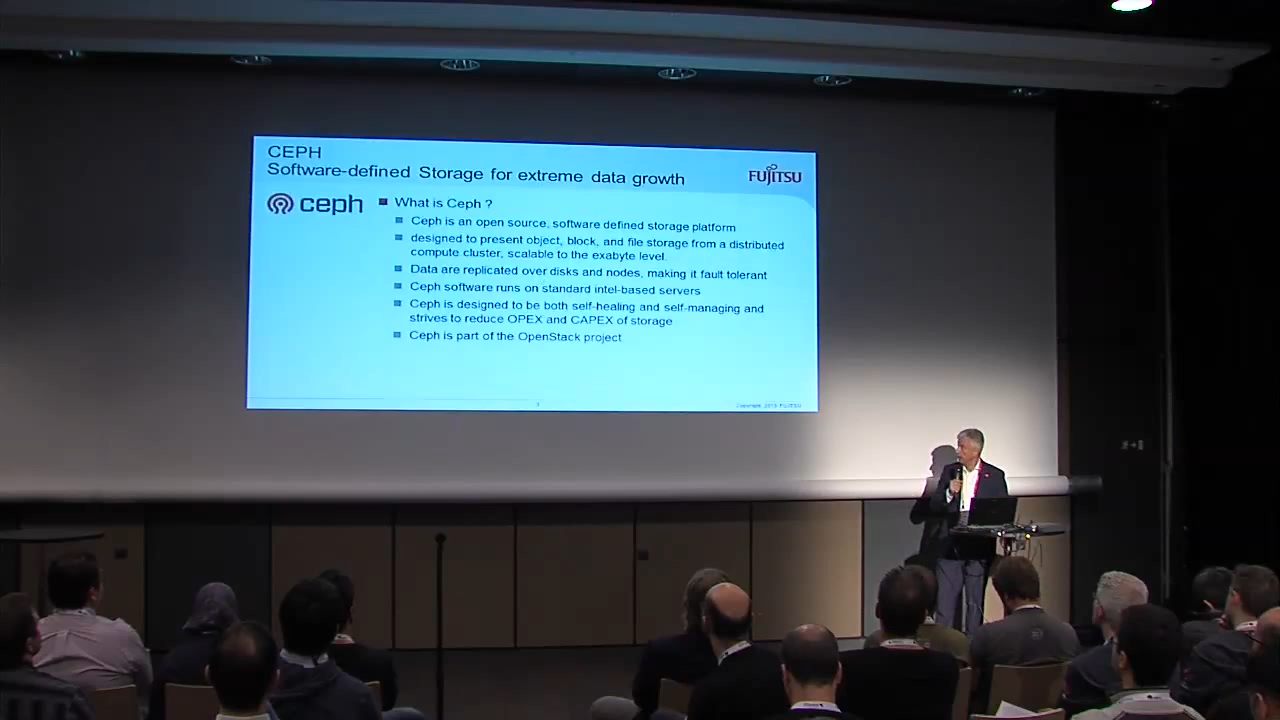 CEPH
Software-defined Storage for extreme data growth
FUJITSU
ceph
What is Ceph ?
Ceph is an open source, software defined storage platform
designed to present object, block, and file storage from a distributed
compute cluster, scalable to the exabyte level.
Data are replicated over disks and nodes, making it fault tolerant
Ceph software runs on standard intel-based servers
Ceph is designed to be both self-healing and self-managing and
strives to reduce OPEX and CAPEX of storage
Ceph is part of the OpenStack project